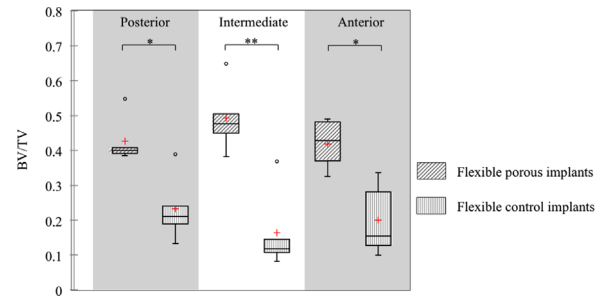 Posterior Intermediate Anterior
* ** *
0.8
0.7
0.6
0.5
0.4
0.3
0.2
0.1
0
BV/TV
Flexible porous implants
Flexible control implants